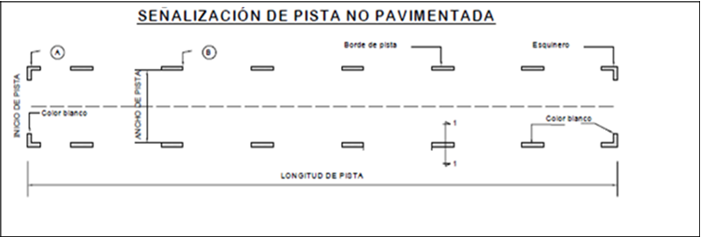 SEÑALIZACIÓN DE PISTA NO PAVIMENTADA
A
B
Borde de pista
Esquinero
INICIO DE PISTA
ANCHO DE PISTA
Color blanco
1
Color blanco
1
LONGITUD DE PISTA